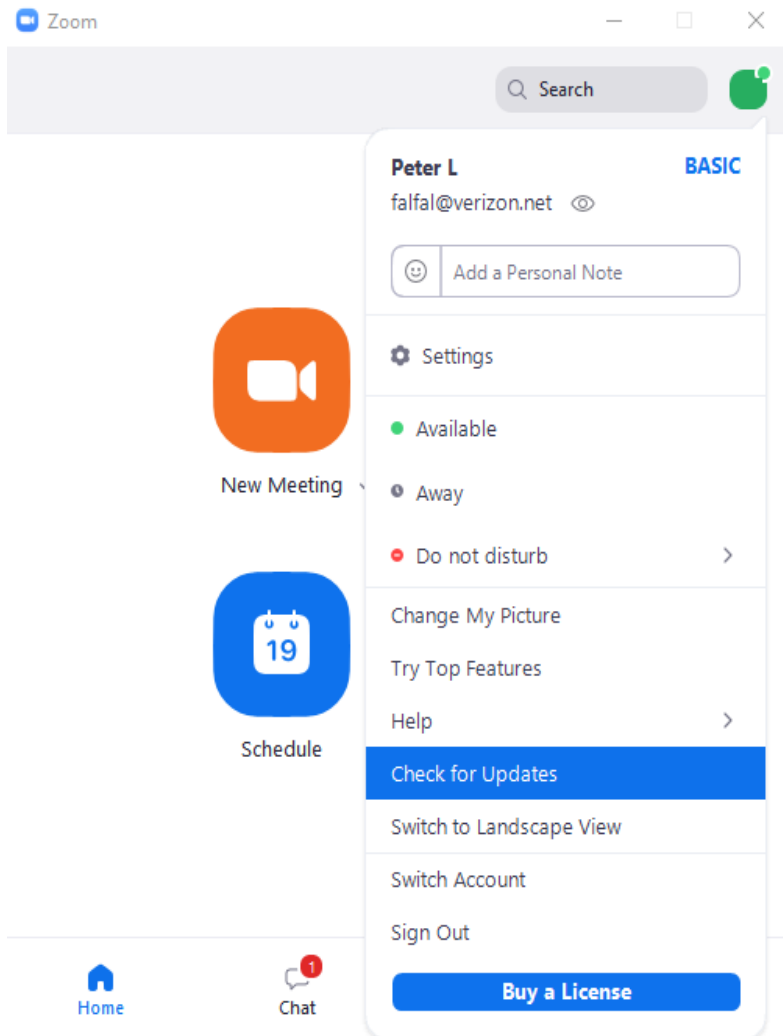 Zoom
Search
Peter L
BASIC
falfal@verizon.net
Add a Personal Note
Settings
Available
Away
Do not disturb
Change My Picture
Try Top Features
Help
Check for Updates
Switch to Landscape View
Switch Account
Sign Out
Buy a License
New Meeting
19
Schedule
Home
1
Chat